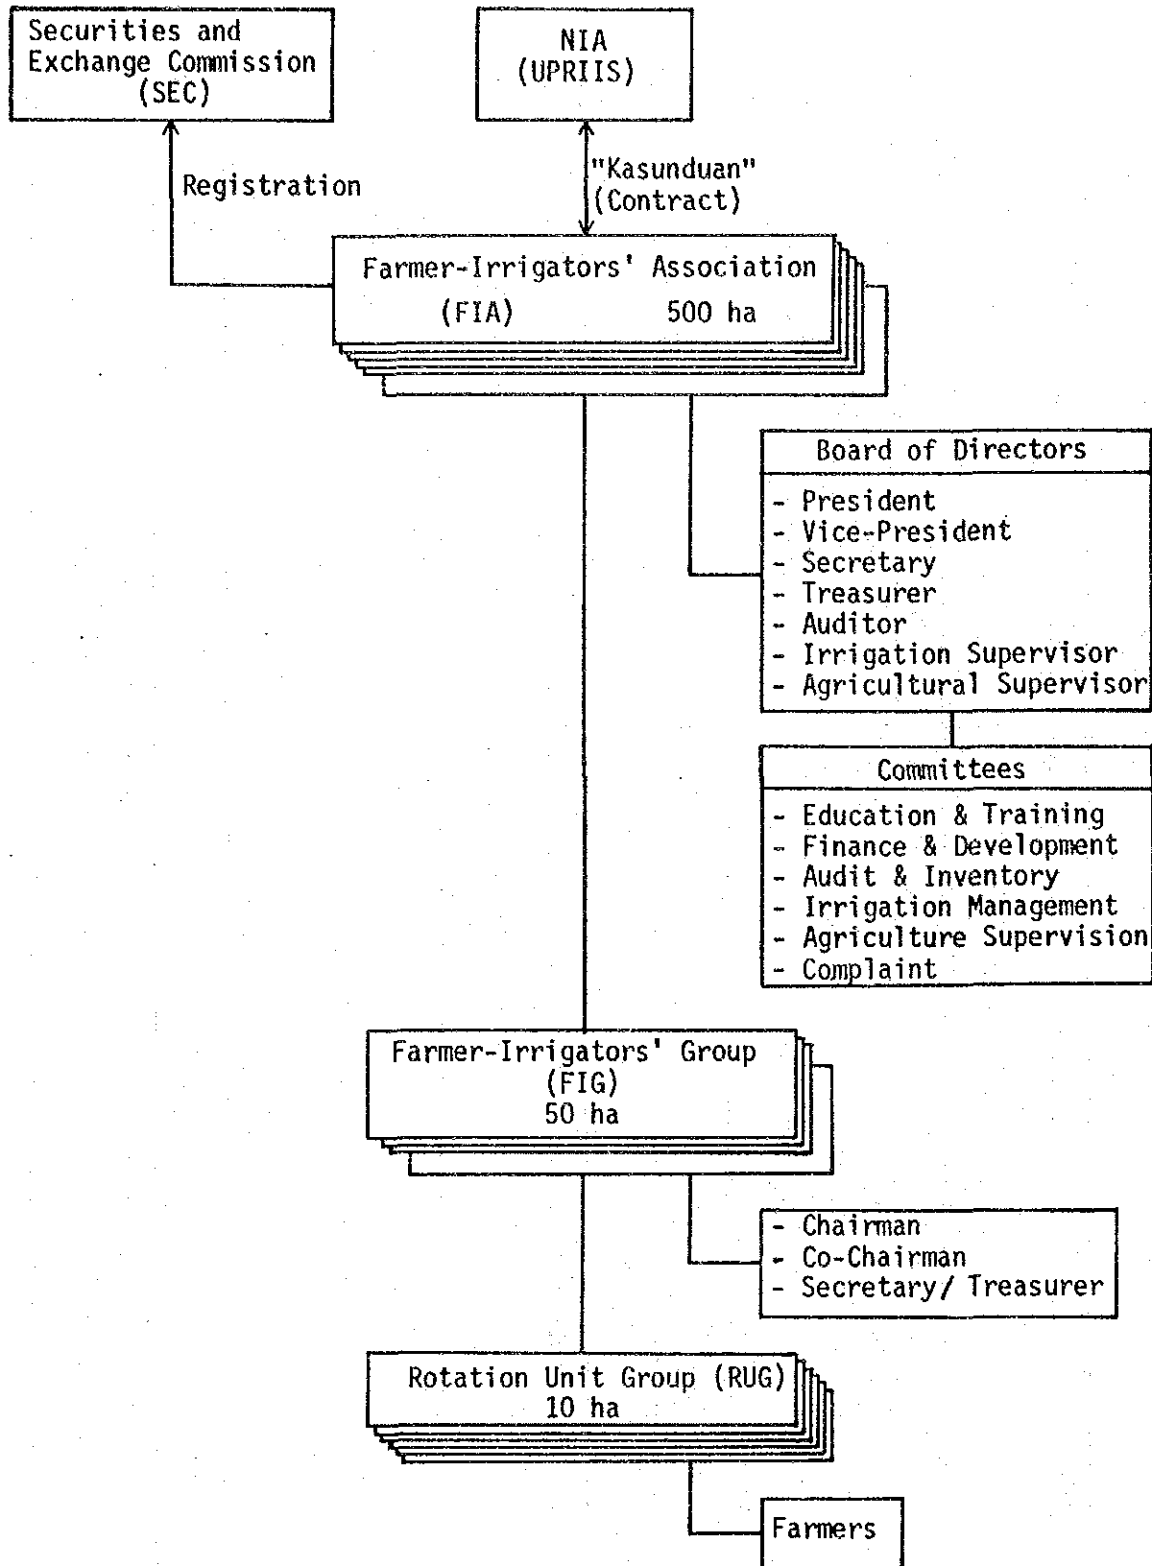 Securities and
Exchange Commission
(SEC)
NIA
(UPRIIS)
Registration
"Kasunduan"
(Contract)
Farmer-Irrigators' Association
(FIA) 500 ha
Board of Directors
- President
- Vice-President
- Secretary
- Treasurer
- Auditor
- Irrigation Supervisor
- Agricultural Supervisor
Committees
- Education & Training
- Finance & Development
- Audit & Inventory
- Irrigation Management
- Agriculture Supervision
- Complaint
Farmer-Irrigators' Group
(FIG)
50 ha
- Chairman
- Co-Chairman
- Secretary/ Treasurer
Rotation Unit Group (RUG)
10 ha
Farmers